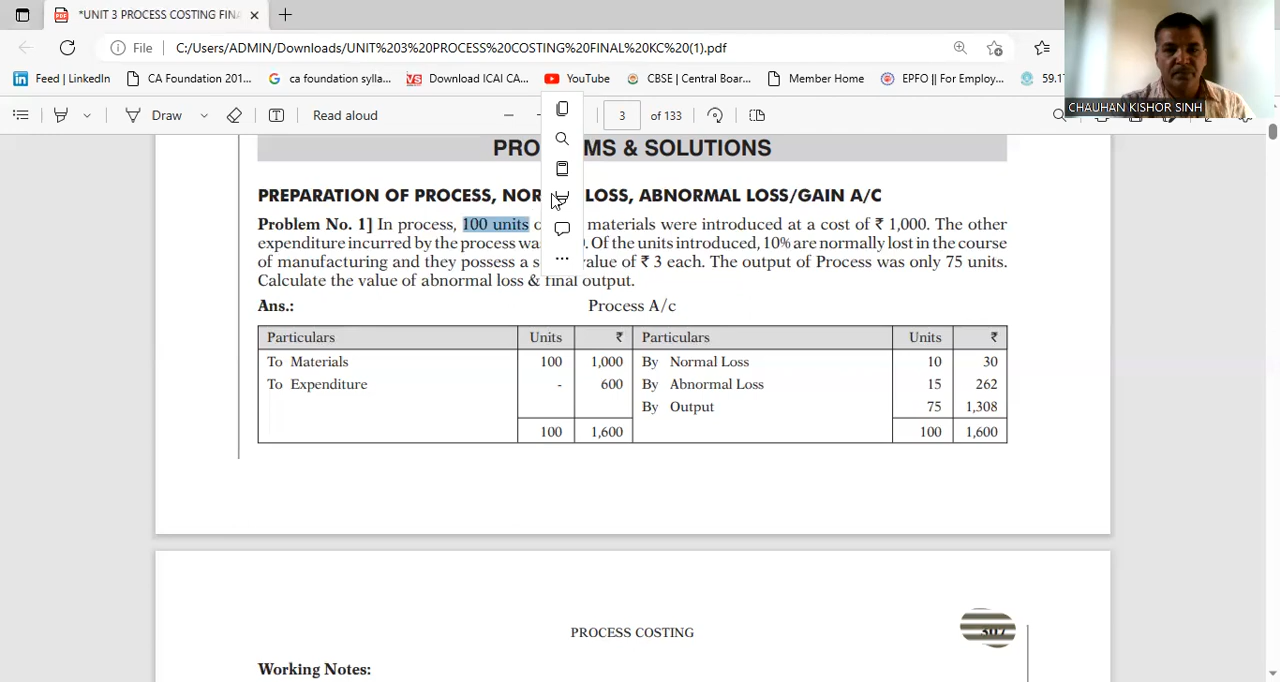 *UNIT 3 PROCESS COSTING FINA
File C:/Users/ADMIN/Downloads/UNIT%203%20PROCESS%20COSTING%20FINAL%20KC%20(1).pdf
Feed | LinkedIn CA Foundation 201... ca foundation sylla... Download ICAI CA... YouTube CBSE | Central Boar... Member Home EPFO || For Employ... 59.1
CHAUHAN KISHOR SINH
Draw Read aloud 3 of 133
PRO MS & SOLUTIONS
PREPARATION OF PROCESS, NOR LOSS, ABNORMAL LOSS/GAIN A/C
Problem No. 1] In process, 100 units materials were introduced at a cost of ₹ 1,000. The other
expenditure incurred by the process wa . Of the units introduced, 10% are normally lost in the course
of manufacturing and they possess a s value of ₹ 3 each. The output of Process was only 75 units.
Calculate the value of abnormal loss & final output.
Ans.: Process A/c
Particulars Units ₹ Particulars Units ₹
To Materials 100 1,000 By Normal Loss 10 30
To Expenditure - 600 By Abnormal Loss 15 262
By Output 75 1,308
100 1,600 100 1,600
PROCESS COSTING 307
Working Notes: